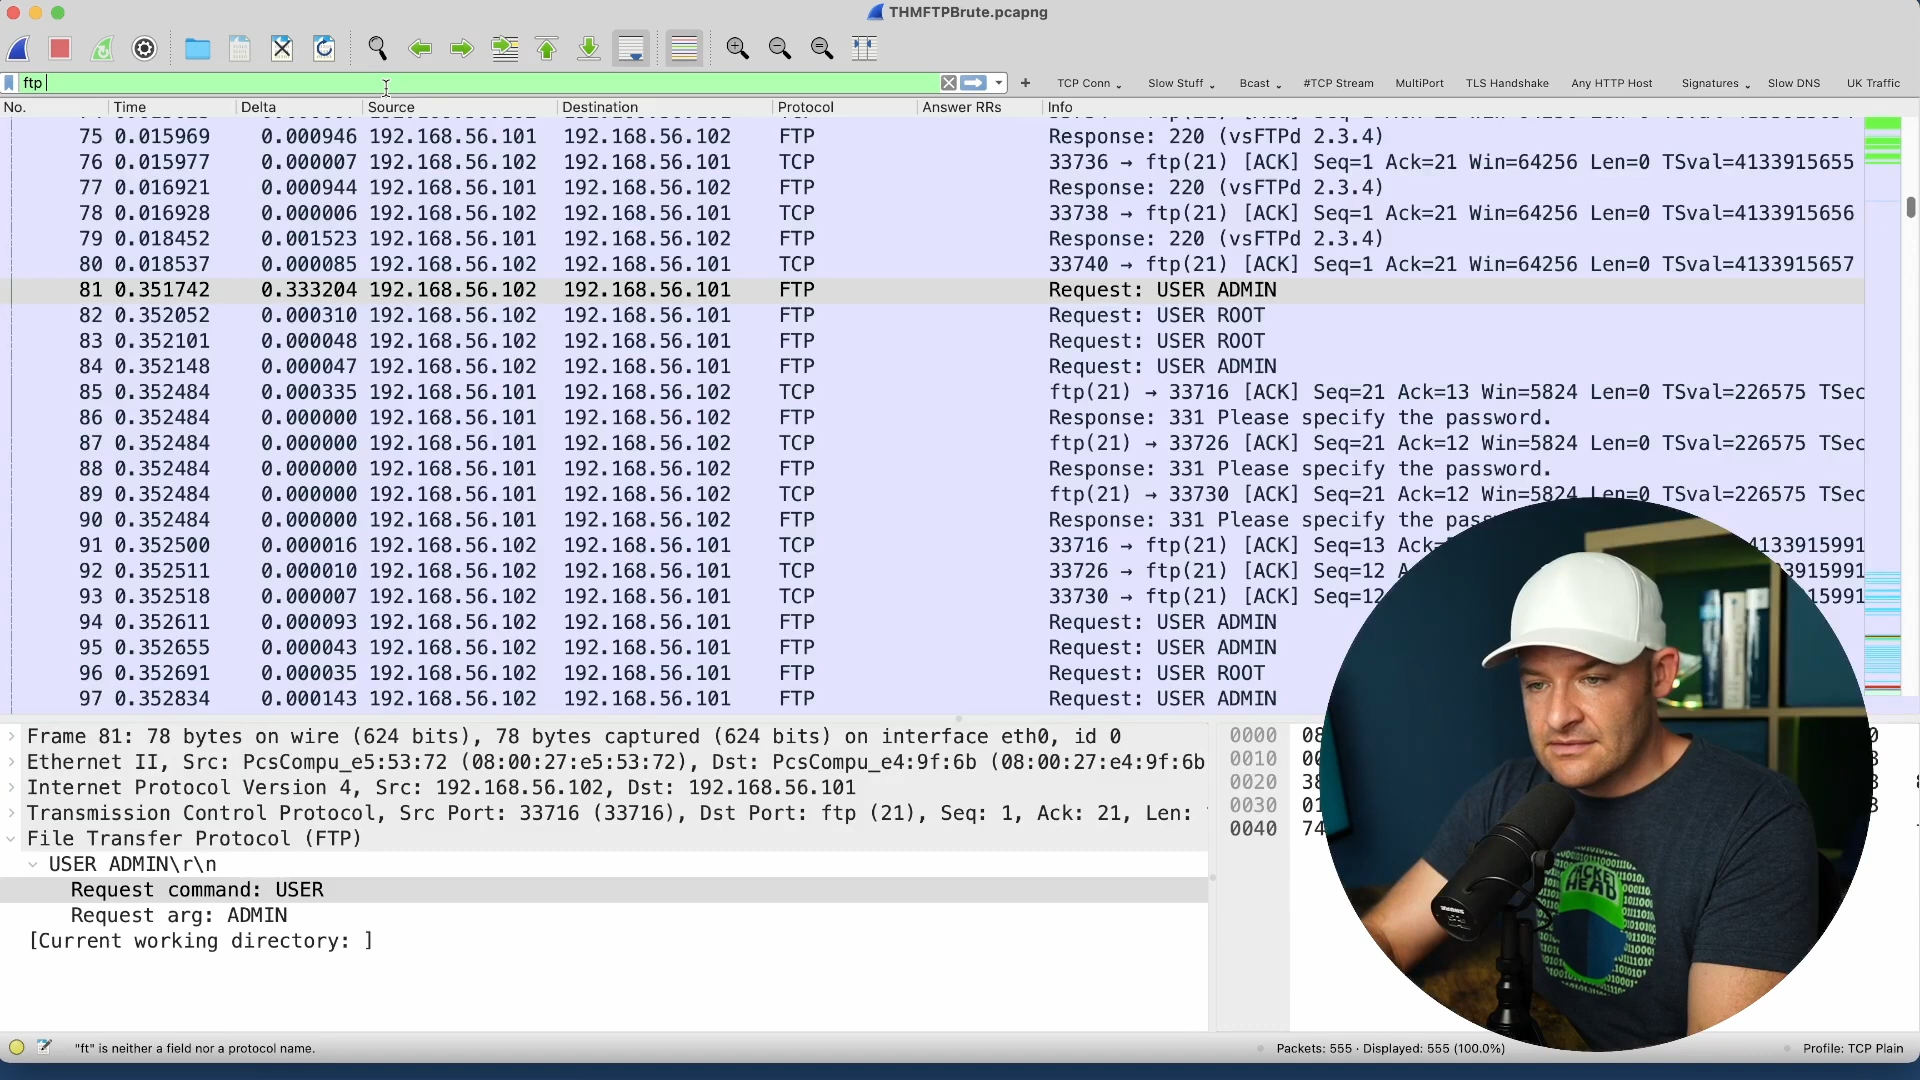 THMFTPBrute.pcapng
ftp
TCP Conn
Slow Stuff
Bcast
#TCP Stream
MultiPort
TLS Handshake
Any HTTP Host
Signatures
Slow DNS
UK Traffic
No. Time Delta Source Destination Protocol Answer RRs Info
75 0.015969 0.000946 192.168.56.101 192.168.56.102 FTP Response: 220 (vsFTPd 2.3.4)
76 0.015977 0.000007 192.168.56.102 192.168.56.101 TCP 33736 → ftp(21) [ACK] Seq=1 Ack=21 Win=64256 Len=0 TSval=4133915655
77 0.016921 0.000944 192.168.56.101 192.168.56.102 FTP Response: 220 (vsFTPd 2.3.4)
78 0.016928 0.000006 192.168.56.102 192.168.56.101 TCP 33738 → ftp(21) [ACK] Seq=1 Ack=21 Win=64256 Len=0 TSval=4133915656
79 0.018452 0.001523 192.168.56.101 192.168.56.102 FTP Response: 220 (vsFTPd 2.3.4)
80 0.018537 0.000085 192.168.56.102 192.168.56.101 TCP 33740 → ftp(21) [ACK] Seq=1 Ack=21 Win=64256 Len=0 TSval=4133915657
81 0.351742 0.333204 192.168.56.102 192.168.56.101 FTP Request: USER ADMIN
82 0.352052 0.000310 192.168.56.102 192.168.56.101 FTP Request: USER ROOT
83 0.352101 0.000048 192.168.56.102 192.168.56.101 FTP Request: USER ROOT
84 0.352148 0.000047 192.168.56.102 192.168.56.101 FTP Request: USER ADMIN
85 0.352484 0.000335 192.168.56.101 192.168.56.102 TCP ftp(21) → 33716 [ACK] Seq=21 Ack=13 Win=5824 Len=0 TSval=226575 TSec
86 0.352484 0.000000 192.168.56.101 192.168.56.102 FTP Response: 331 Please specify the password.
87 0.352484 0.000000 192.168.56.101 192.168.56.102 TCP ftp(21) → 33726 [ACK] Seq=21 Ack=12 Win=5824 Len=0 TSval=226575 TSec
88 0.352484 0.000000 192.168.56.101 192.168.56.102 FTP Response: 331 Please specify the password.
89 0.352484 0.000000 192.168.56.101 192.168.56.102 TCP ftp(21) → 33730 [ACK] Seq=21 Ack=12 Win=5824 Len=0 TSval=226575 TSec
90 0.352484 0.000000 192.168.56.101 192.168.56.102 FTP Response: 331 Please specify the pass
91 0.352500 0.000016 192.168.56.102 192.168.56.101 TCP 33716 → ftp(21) [ACK] Seq=13 Ack 4133915991
92 0.352511 0.000010 192.168.56.102 192.168.56.101 TCP 33726 → ftp(21) [ACK] Seq=12 A 3915991
93 0.352518 0.000007 192.168.56.102 192.168.56.101 TCP 33730 → ftp(21) [ACK] Seq=12 15991
94 0.352611 0.000093 192.168.56.102 192.168.56.101 FTP Request: USER ADMIN
95 0.352655 0.000043 192.168.56.102 192.168.56.101 FTP Request: USER ADMIN
96 0.352691 0.000035 192.168.56.102 192.168.56.101 FTP Request: USER ROOT
97 0.352834 0.000143 192.168.56.102 192.168.56.101 FTP Request: USER ADMIN
Frame 81: 78 bytes on wire (624 bits), 78 bytes captured (624 bits) on interface eth0, id 0
Ethernet II, Src: PcsCompu_e5:53:72 (08:00:27:e5:53:72), Dst: PcsCompu_e4:9f:6b (08:00:27:e4:9f:6b
Internet Protocol Version 4, Src: 192.168.56.102, Dst: 192.168.56.101
Transmission Control Protocol, Src Port: 33716 (33716), Dst Port: ftp (21), Seq: 1, Ack: 21, Len:
File Transfer Protocol (FTP)
USER ADMIN\r\n
Request command: USER
Request arg: ADMIN
[Current working directory: ]
0000 08
0010 00
0020 38
0030 01
0040 74
"ft" is neither a field nor a protocol name.
Packets: 555 · Displayed: 555 (100.0%)
Profile: TCP Plain